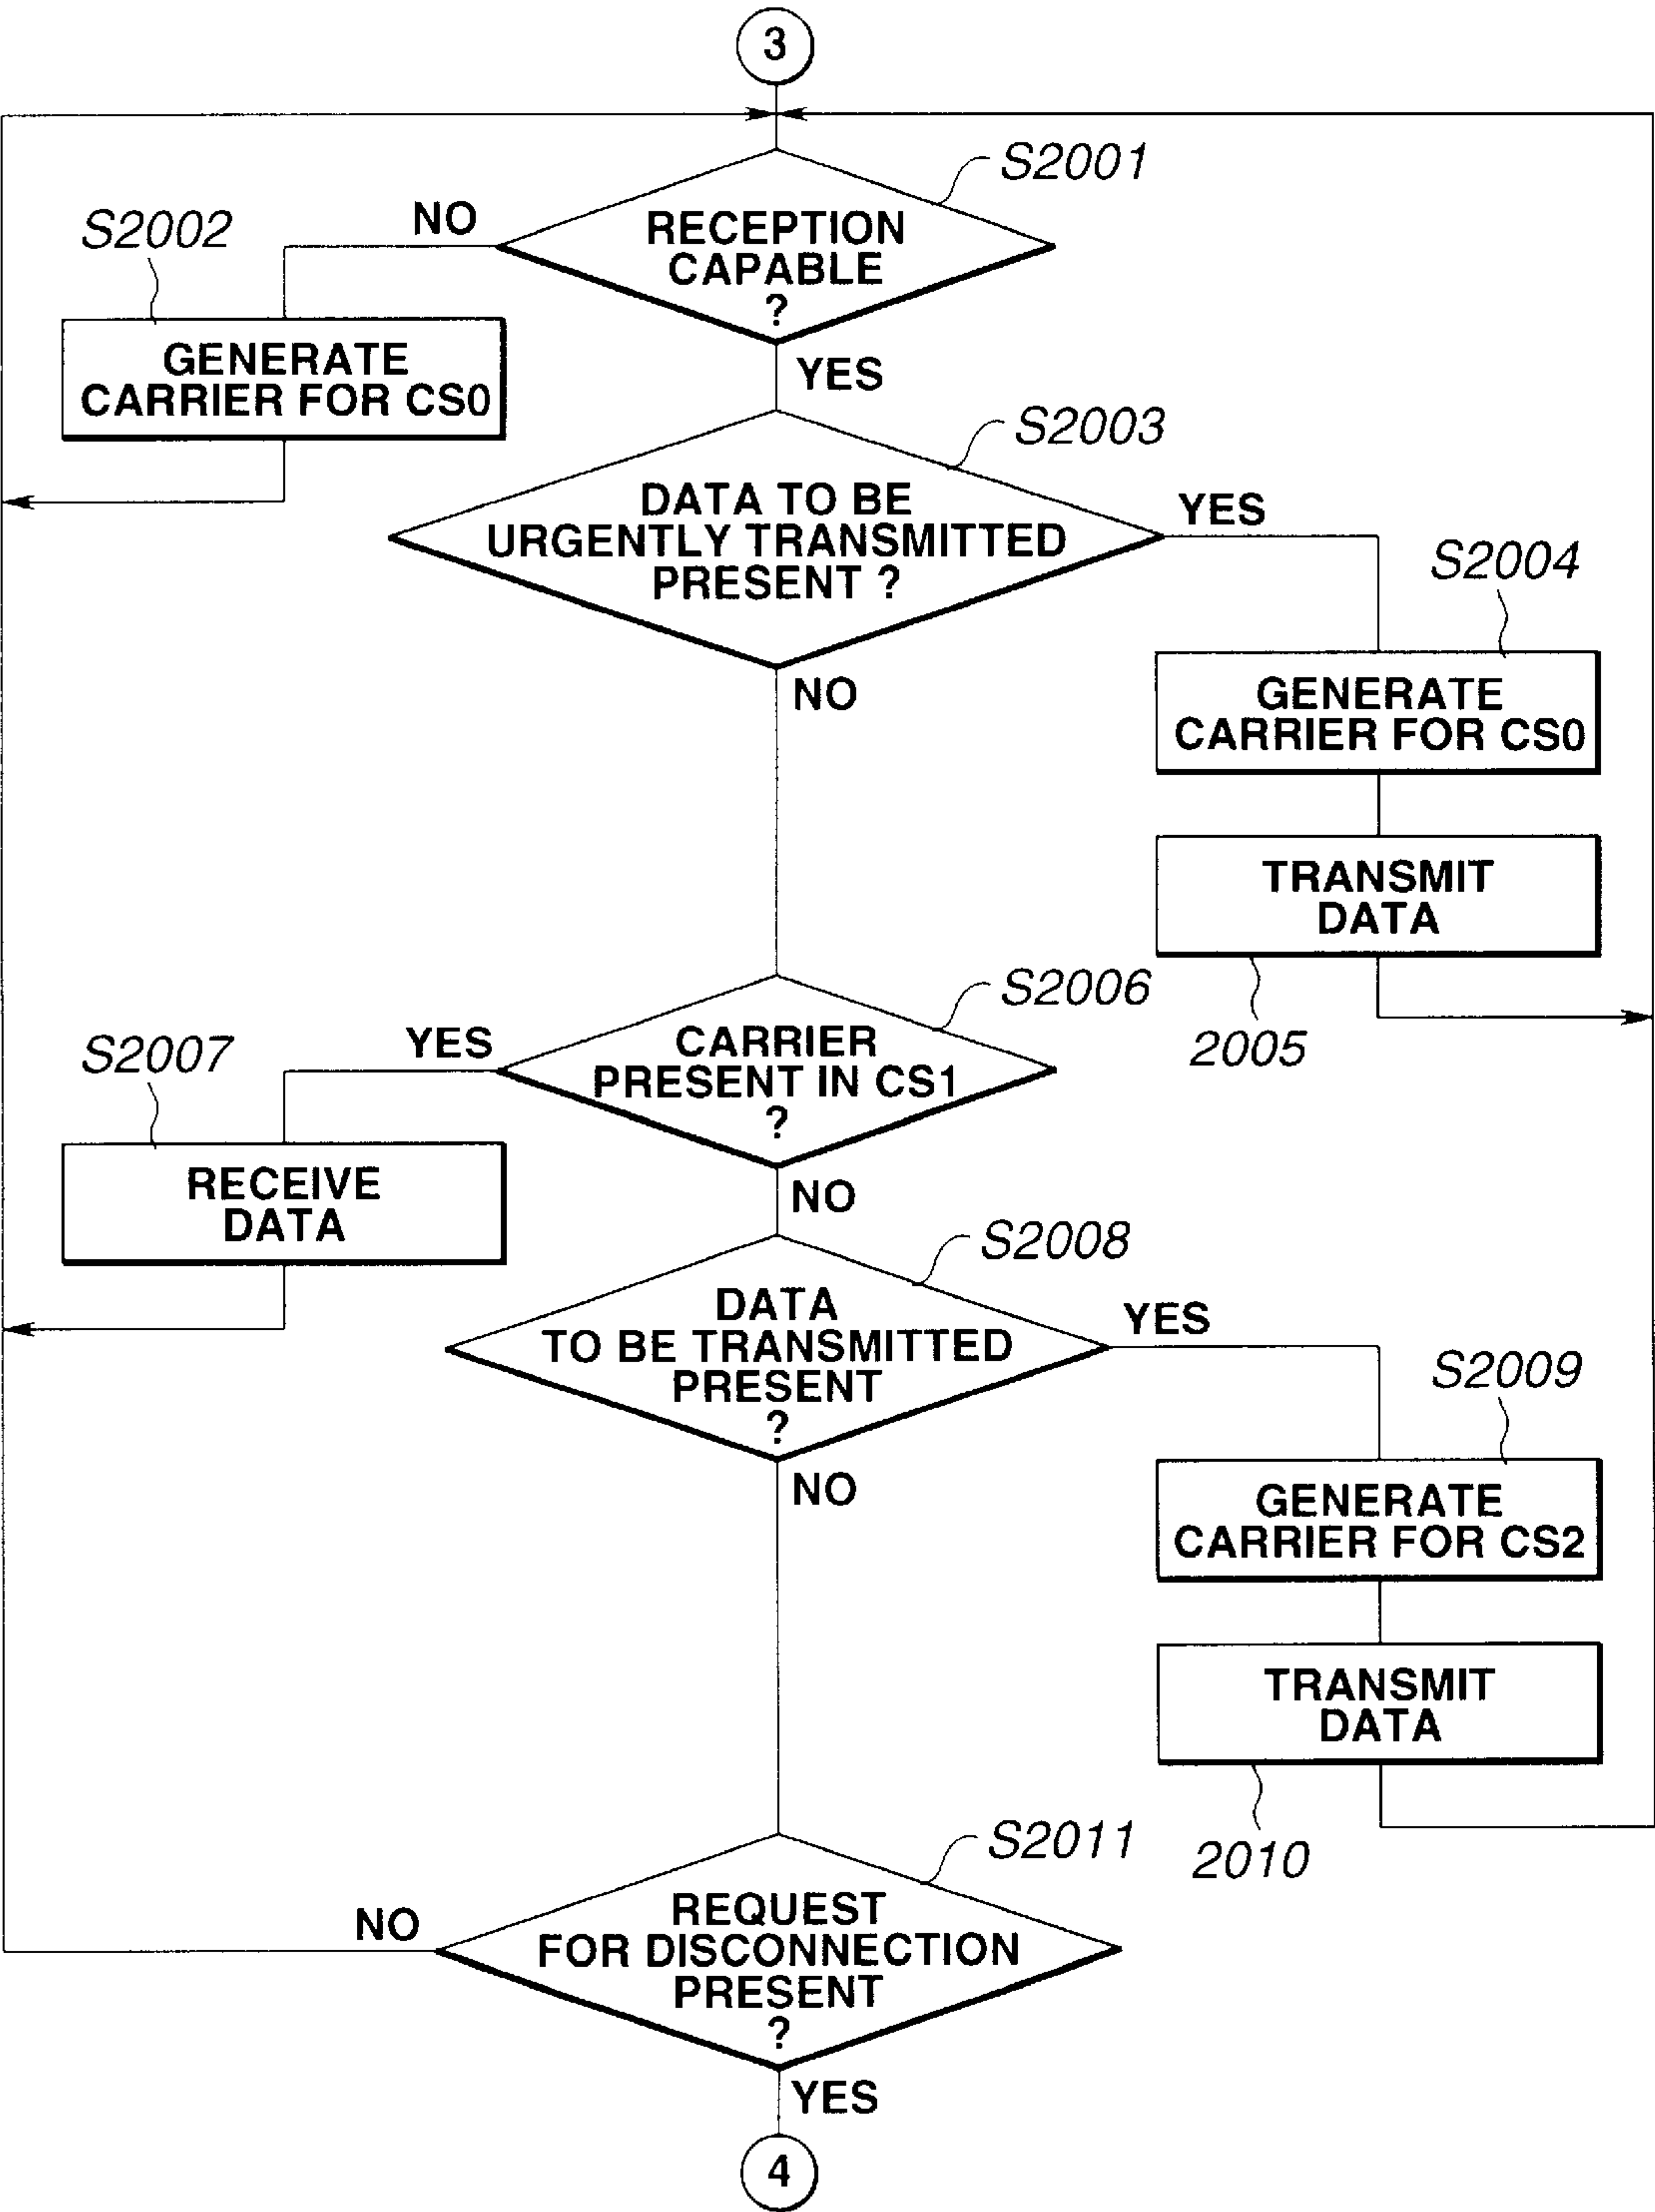 3
S2001
NO
S2002
RECEPTION
CAPABLE
?
YES
GENERATE
CARRIER FOR CS0
S2003
DATA TO BE
URGENTLY TRANSMITTED
PRESENT ?
YES
S2004
NO
GENERATE
CARRIER FOR CS0
TRANSMIT
DATA
2005
S2006
YES
S2007
CARRIER
PRESENT IN CS1
?
NO
RECEIVE
DATA
S2008
DATA
TO BE TRANSMITTED
PRESENT
?
YES
S2009
NO
GENERATE
CARRIER FOR CS2
TRANSMIT
DATA
2010
S2011
NO
REQUEST
FOR DISCONNECTION
PRESENT
?
YES
4